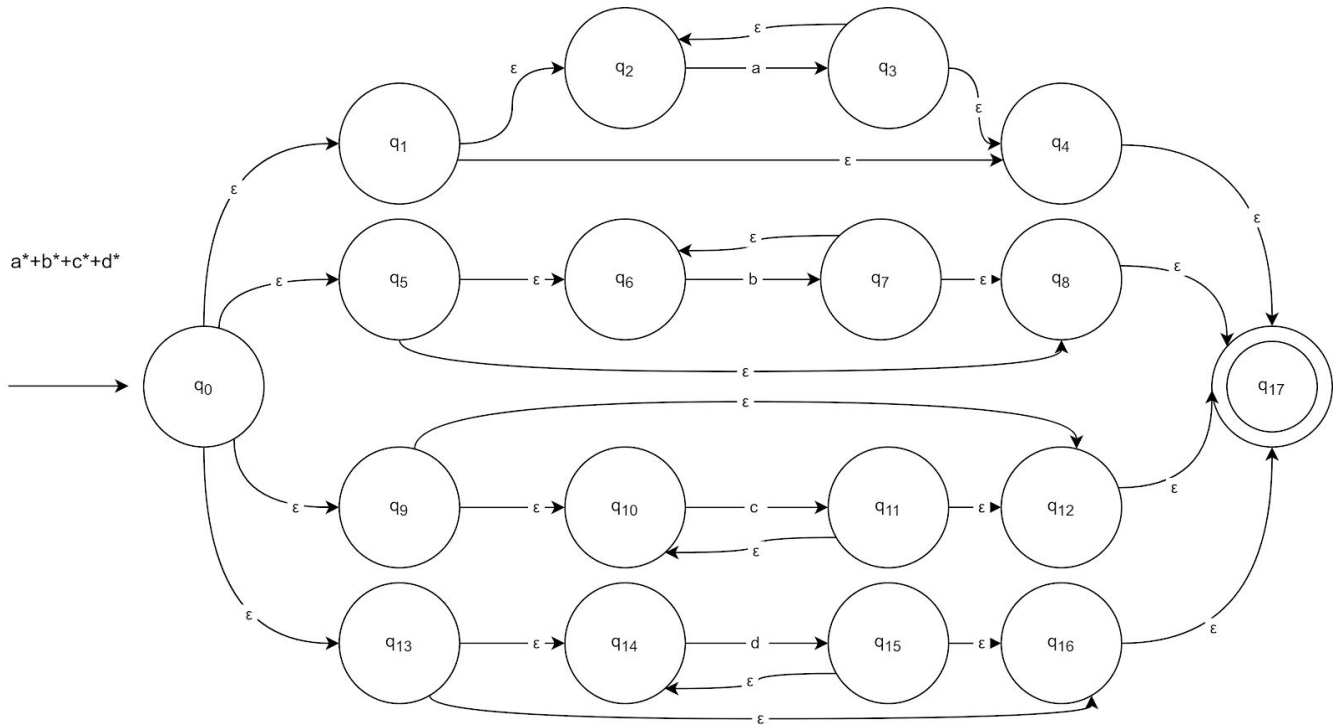 ε
q2
a
ε
q3
ε
q1
ε
q4
ε
ε
a*+b*+c*+d*
ε
q5
ε
q6
ε
b
q7
ε
q8
ε
ε
q0
q17
ε
ε
q9
ε
q10
c
ε
q11
ε
q12
ε
ε
q13
ε
q14
d
ε
q15
ε
q16
ε
ε